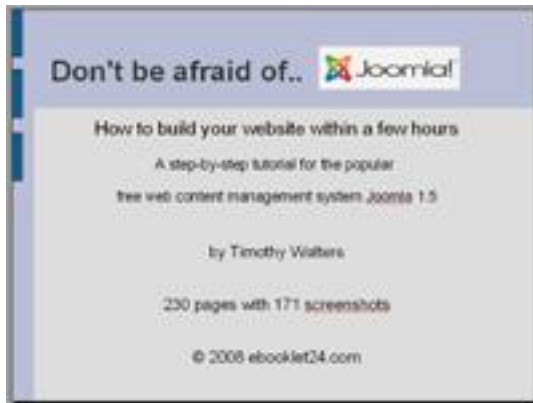 Don't be afraid of.. Joomla!
How to build your website within a few hours
A step-by-step tutorial for the popular
free web content management system Joomla 1.5
by Timothy Walters
230 pages with 171 screenshots
© 2008 ebooklet24.com